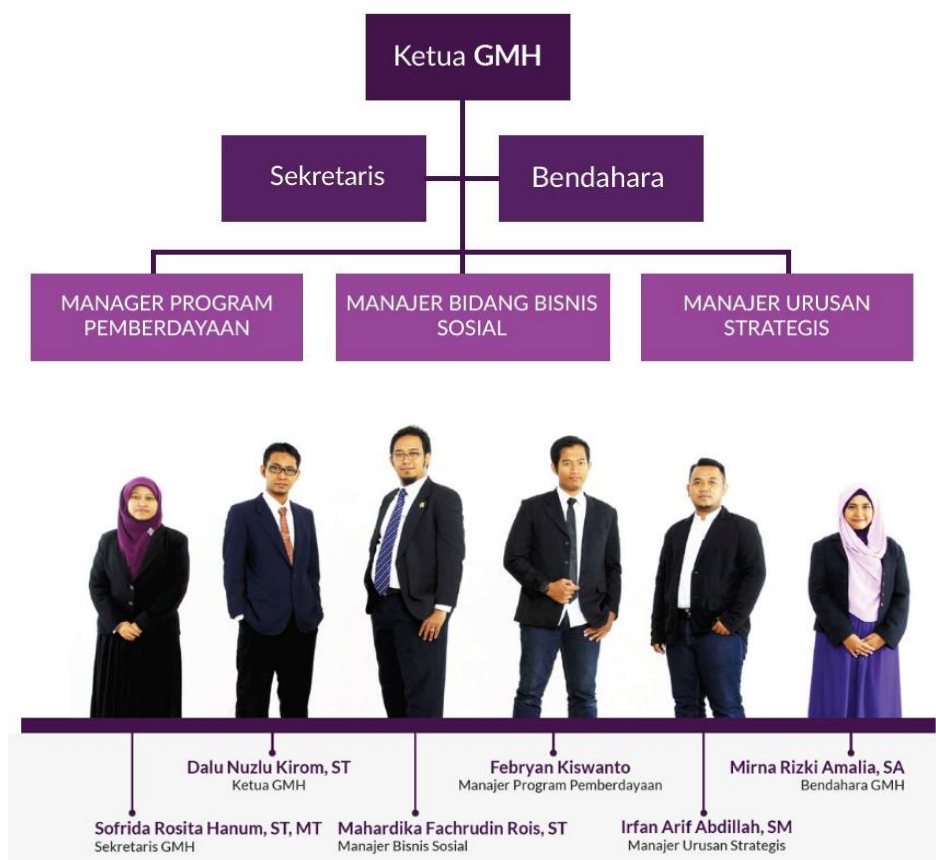 Ketua GMH
Sekretaris
Bendahara
MANAGER PROGRAM
PEMBERDAYAAN
MANAJER BIDANG BISNIS
SOSIAL
MANAJER URUSAN
STRATEGIS
Dalu Nuzlu Kirom, ST
Ketua GMH
Febryan Kiswanto
Manajer Program Pemberdayaan
Mirna Rizki Amalia, SA
Bendahara GMH
Sofrida Rosita Hanum, ST, MT
Sekretaris GMH
Mahardika Fachrudin Rois, ST
Manajer Bisnis Sosial
Irfan Arif Abdillah, SM
Manajer Urusan Strategis